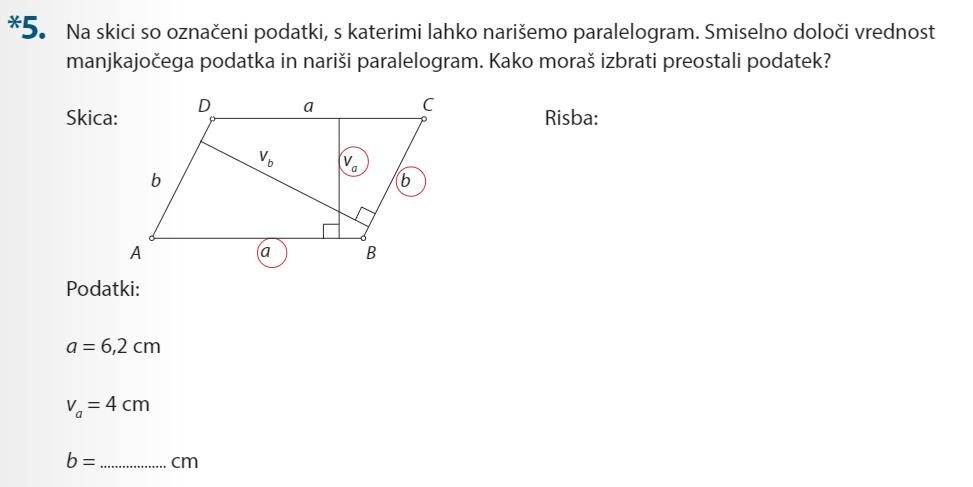 *5. Na skici so označeni podatki, s katerimi lahko narišemo paralelogram. Smiselno določi vrednost
manjkajočega podatka in nariši paralelogram. Kako moraš izbrati preostali podatek?
Skica:
Risba:
D
a
C
v_b
v_a
b
b
A
a
B
Podatki:
a = 6,2 cm
v_a = 4 cm
b = .................. cm